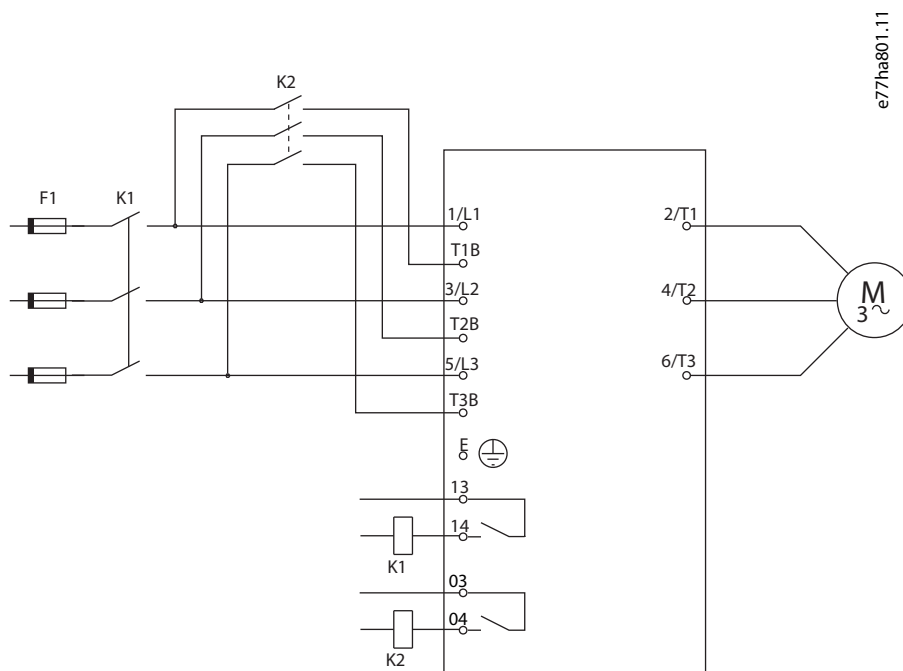 e77ha801.11
K2
F1
K1
1/L1
2/T1
T1B
3/L2
4/T2
M
3~
T2B
5/L3
6/T3
T3B
E
13
14
K1
03
04
K2